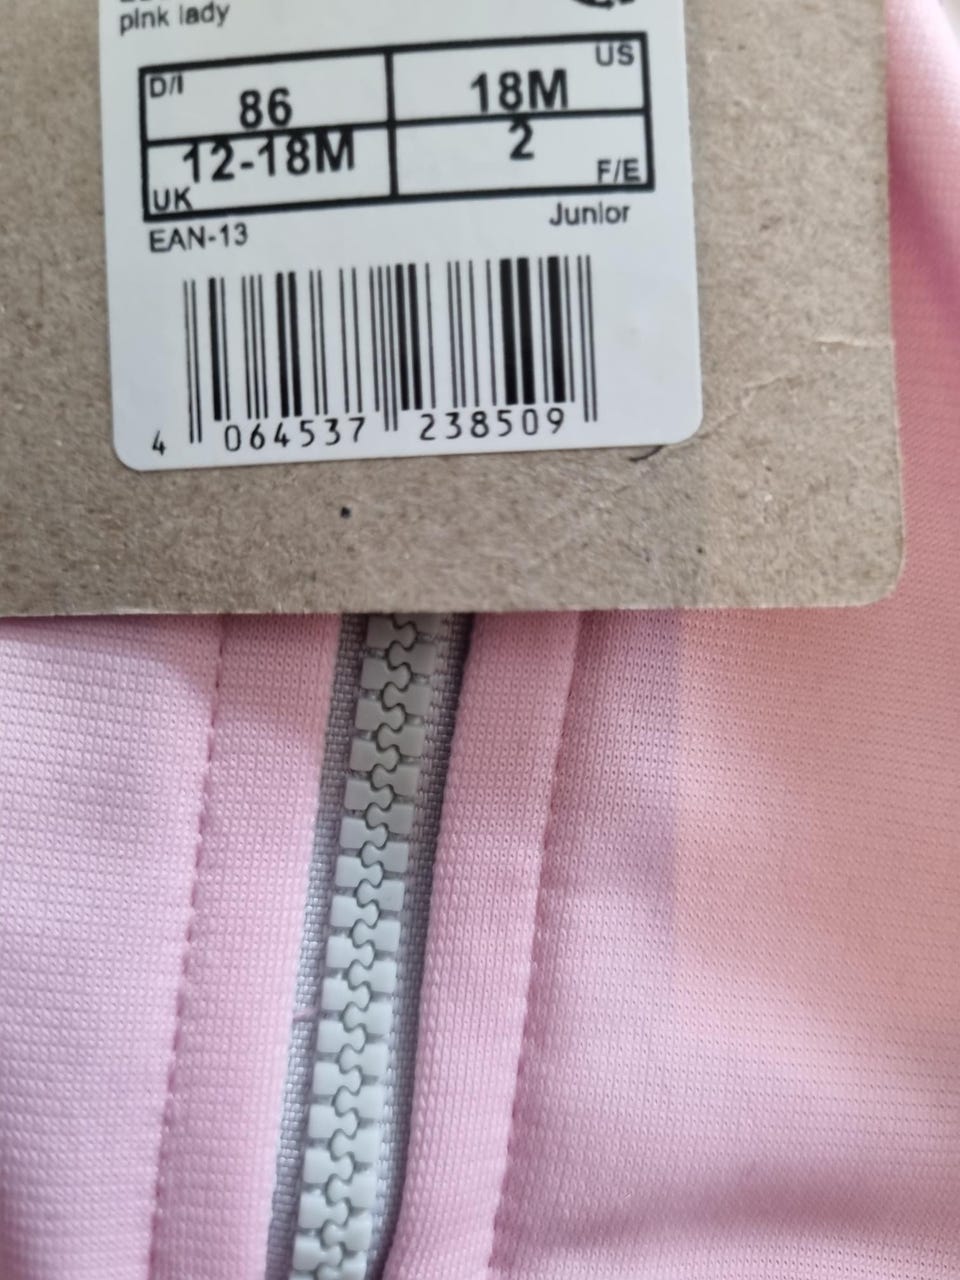 pink lady
D/I 86
US 18M
UK 12-18M
F/E 2
EAN-13
Junior
4 064537 238509